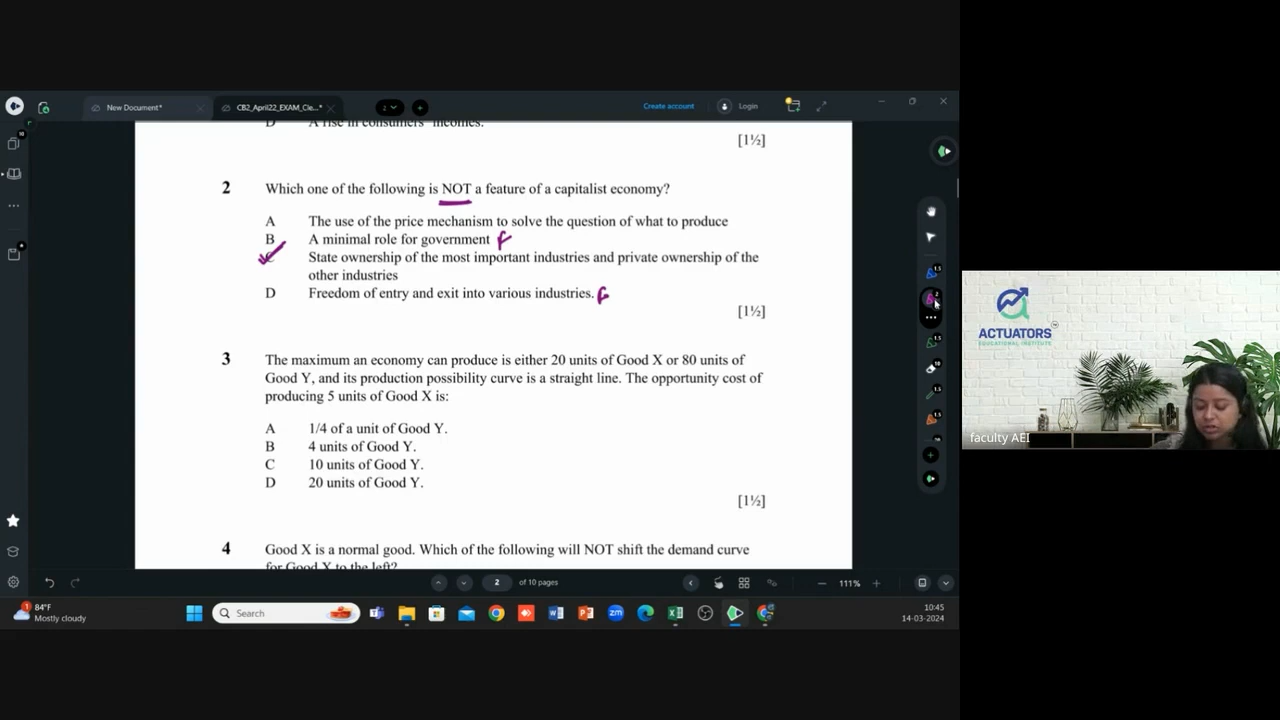 New Document*
CB2_April22_EXAM_Cle...*
2
Create account
Login
D A rise in consumers' incomes.
[1½]
2 Which one of the following is NOT a feature of a capitalist economy?
A The use of the price mechanism to solve the question of what to produce
B A minimal role for government F
C State ownership of the most important industries and private ownership of the
other industries
D Freedom of entry and exit into various industries. F
[1½]
3 The maximum an economy can produce is either 20 units of Good X or 80 units of
Good Y, and its production possibility curve is a straight line. The opportunity cost of
producing 5 units of Good X is:
A 1/4 of a unit of Good Y.
B 4 units of Good Y.
C 10 units of Good Y.
D 20 units of Good Y.
[1½]
4 Good X is a normal good. Which of the following will NOT shift the demand curve
for Good X to the left?
2 of 10 pages
111%
84°F
Mostly cloudy
Search
10:45
14-03-2024
ACTUATORS
EDUCATIONAL INSTITUTE
faculty AEI